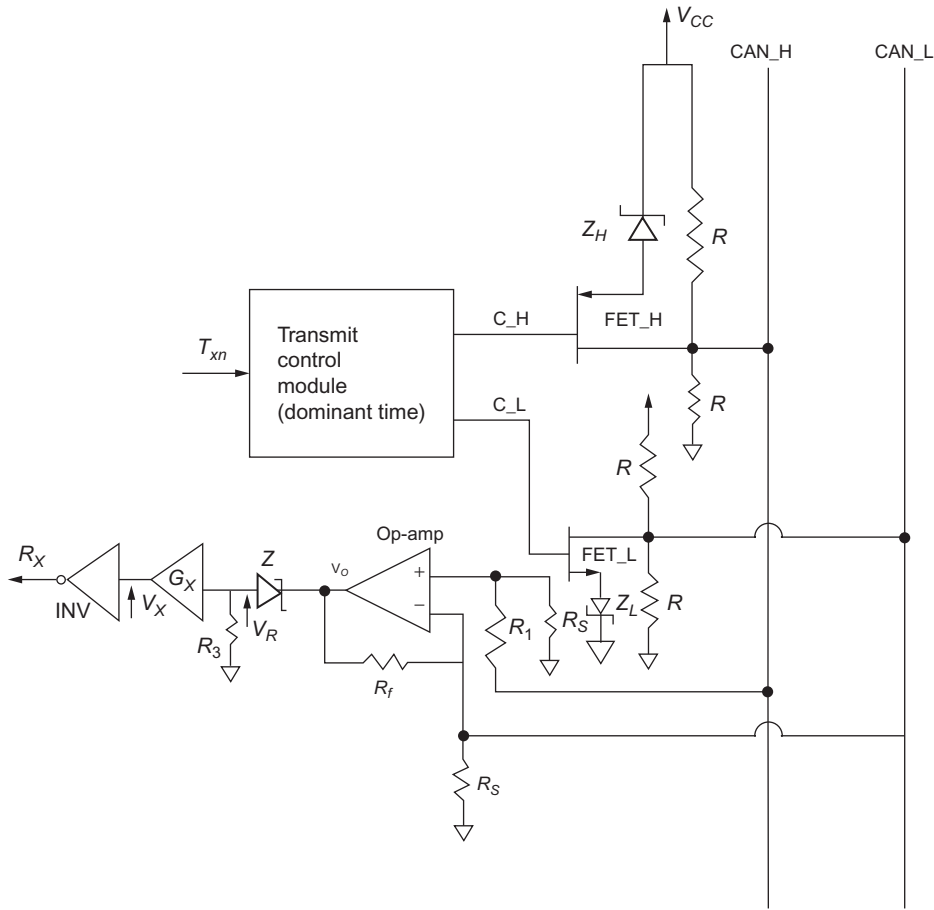 V_CC
CAN_H
CAN_L
Z_H
R
C_H
FET_H
T_xn
Transmit
control
module
(dominant time)
R
C_L
R
Op-amp
FET_L
R_X
Z
v_o
+
G_X
−
Z_L
R
INV
V_X
R_3
V_R
R_1
R_S
R_f
R_S